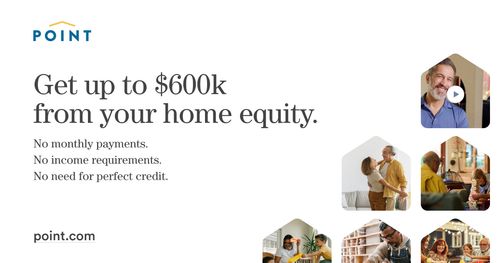 POINT
Get up to $600k
from your home equity.
No monthly payments.
No income requirements.
No need for perfect credit.
point.com